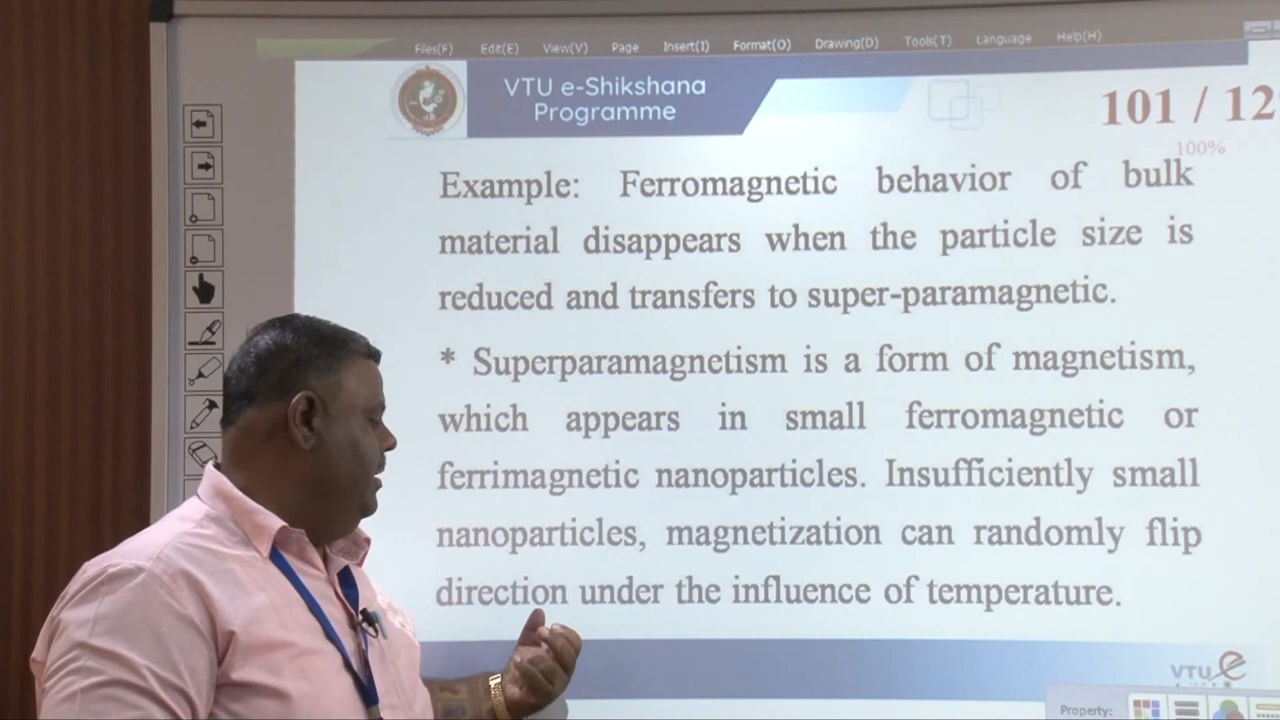 Files(F) Edit(E) View(V) Page Insert(I) Format(O) Drawing(D) Tools(T) Language Help(H)
VTU e-Shikshana
Programme
101 / 12
100%
Example: Ferromagnetic behavior of bulk
material disappears when the particle size is
reduced and transfers to super-paramagnetic.
* Superparamagnetism is a form of magnetism,
which appears in small ferromagnetic or
ferrimagnetic nanoparticles. Insufficiently small
nanoparticles, magnetization can randomly flip
direction under the influence of temperature.
VTU e
Property: